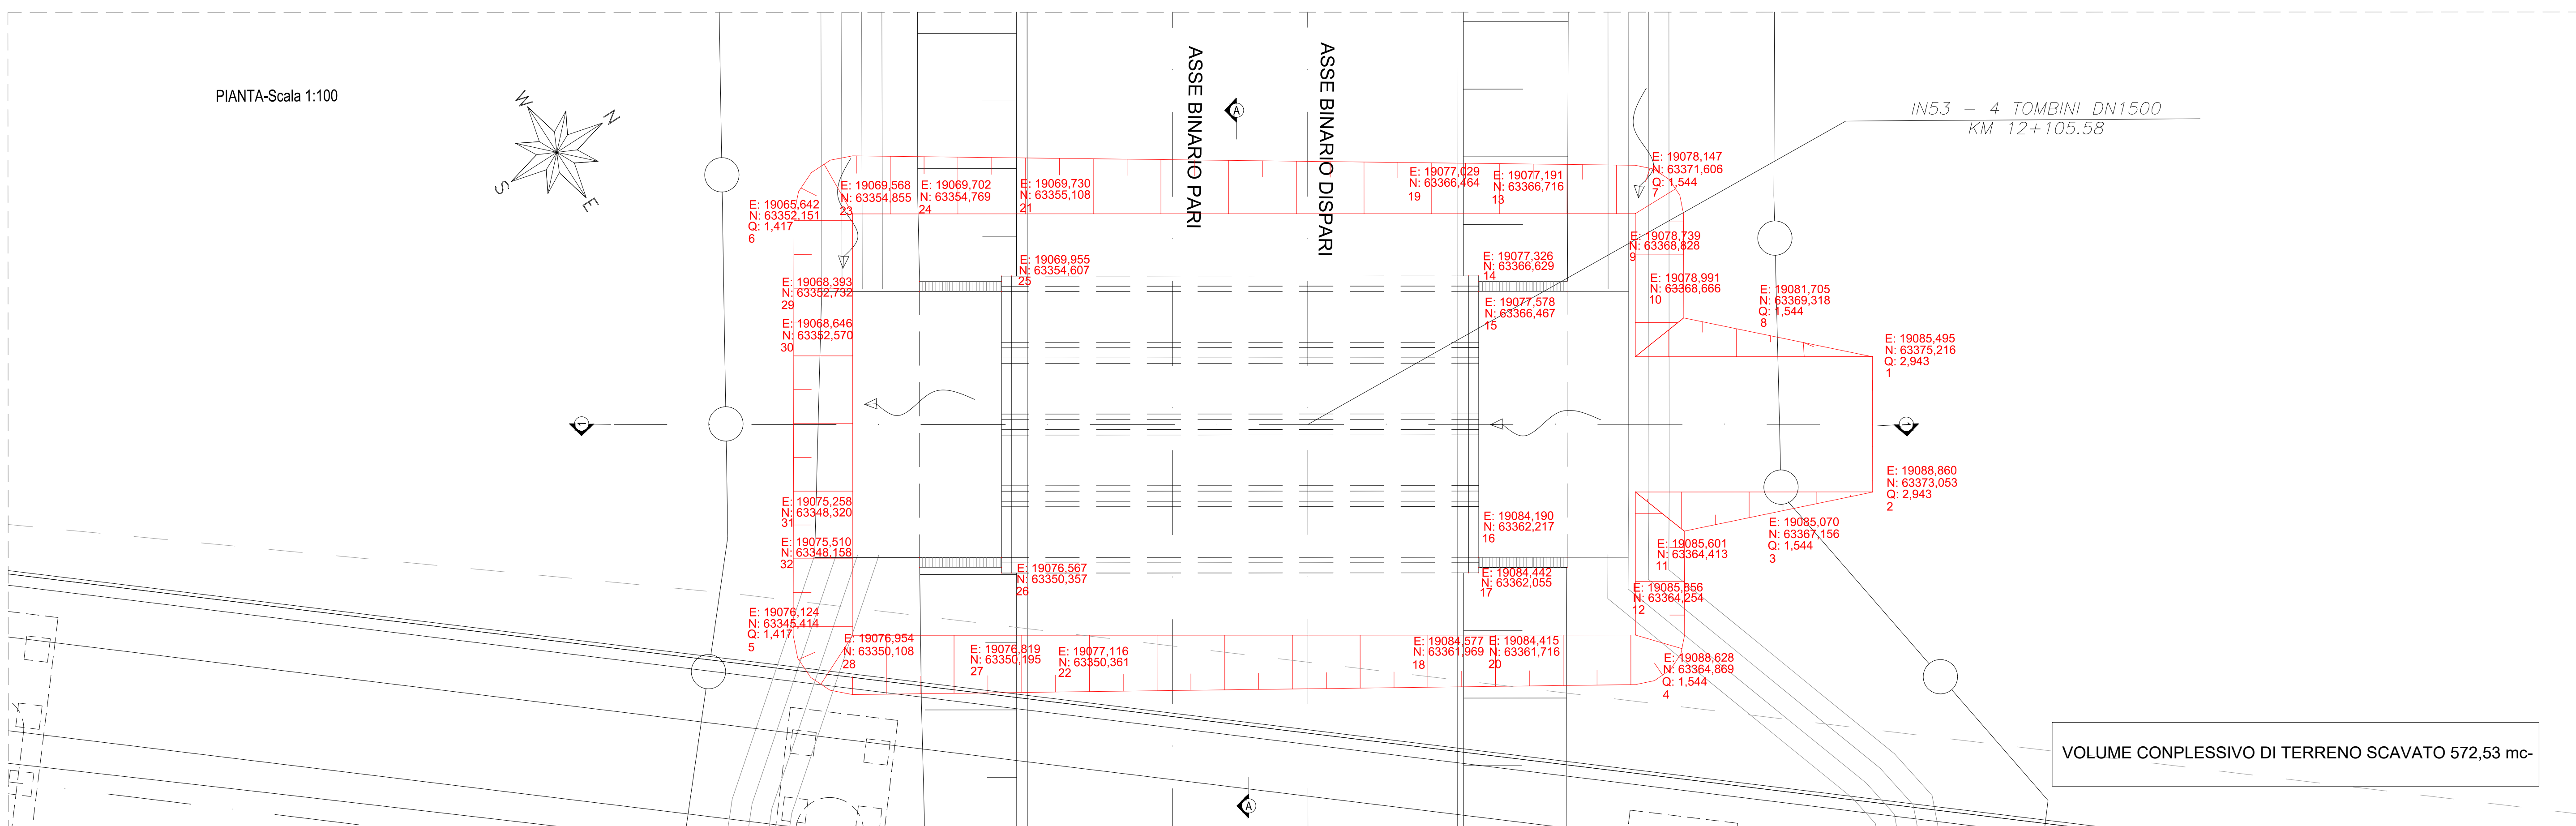 PIANTA-Scala 1:100
W
N
S
E
ASSE BINARIO PARI
A
ASSE BINARIO DISPARI
IN53 - 4 TOMBINI DN1500
KM 12+105.58
E: 19065,642
N: 63352,151
Q: 1,417
6
E: 19069,568
N: 63354,855
23
E: 19069,702
N: 63354,769
24
E: 19069,730
N: 63355,108
21
E: 19077,029
N: 63366,464
19
E: 19077,191
N: 63366,716
13
E: 19078,147
N: 63371,606
Q: 1,544
7
E: 19078,739
N: 63368,828
9
E: 19069,955
N: 63354,607
25
E: 19077,326
N: 63366,629
14
E: 19068,393
N: 63352,732
29
E: 19078,991
N: 63368,666
10
E: 19081,705
N: 63369,318
Q: 1,544
8
E: 19077,578
N: 63366,467
15
E: 19068,646
N: 63352,570
30
E: 19085,495
N: 63375,216
Q: 2,943
1
1
1
E: 19088,860
N: 63373,053
Q: 2,943
2
E: 19075,258
N: 63348,320
31
E: 19084,190
N: 63362,217
16
E: 19085,070
N: 63367,156
Q: 1,544
3
E: 19075,510
N: 63348,158
32
E: 19085,601
N: 63364,413
11
E: 19076,567
N: 63350,357
26
E: 19084,442
N: 63362,055
17
E: 19085,856
N: 63364,254
12
E: 19076,124
N: 63345,414
Q: 1,417
5
E: 19076,954
N: 63350,108
28
E: 19076,819
N: 63350,195
27
E: 19077,116
N: 63350,361
22
E: 19084,577
N: 63361,969
18
E: 19084,415
N: 63361,716
20
E: 19088,628
N: 63364,869
Q: 1,544
4
VOLUME CONPLESSIVO DI TERRENO SCAVATO 572,53 mc-
A